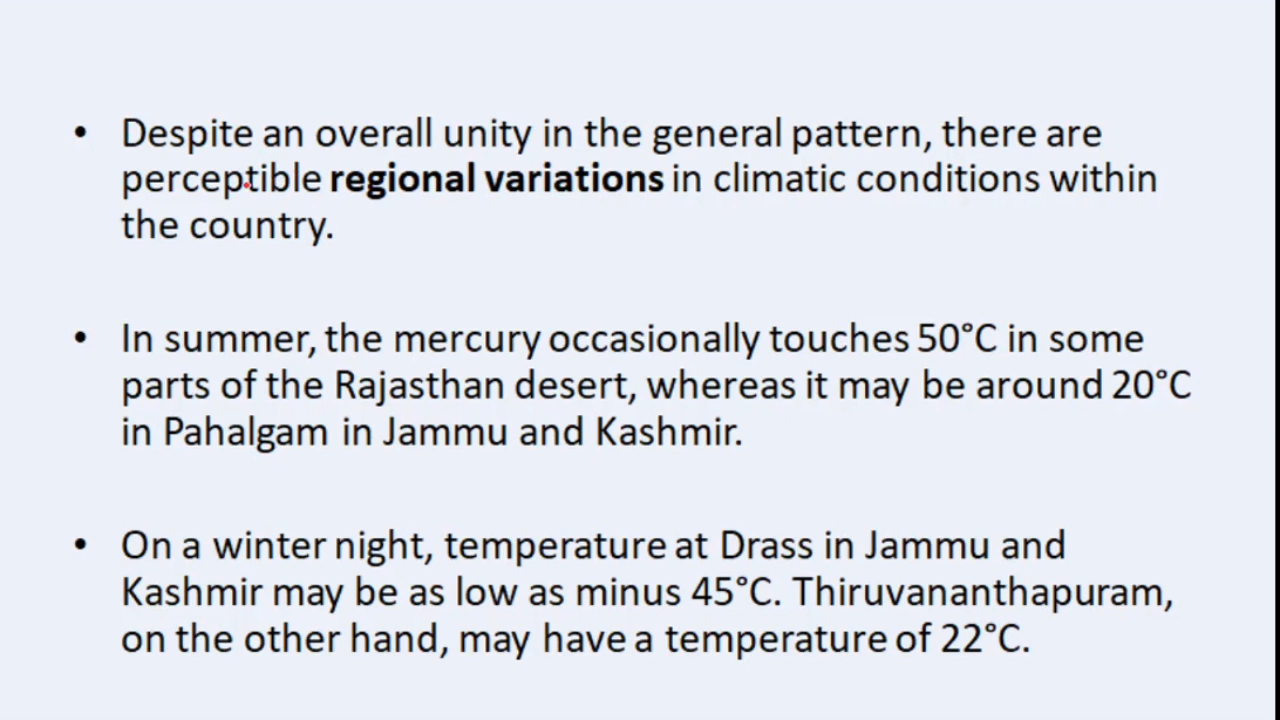 • Despite an overall unity in the general pattern, there are
perceptible regional variations in climatic conditions within
the country.
• In summer, the mercury occasionally touches 50°C in some
parts of the Rajasthan desert, whereas it may be around 20°C
in Pahalgam in Jammu and Kashmir.
• On a winter night, temperature at Drass in Jammu and
Kashmir may be as low as minus 45°C. Thiruvananthapuram,
on the other hand, may have a temperature of 22°C.